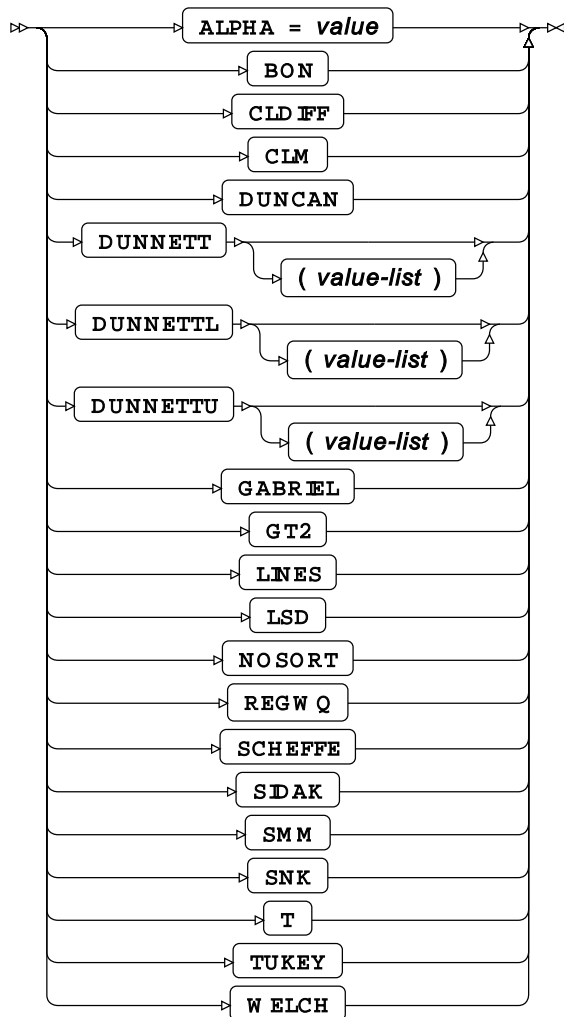 ALPHA = value
BON
CLDIFF
CLM
DUNCAN
DUNNETT
( value-list )
DUNNETTL
( value-list )
DUNNETTU
( value-list )
GABRIEL
GT2
LINES
LSD
NOSORT
REGWQ
SCHEFFE
SIDAK
SMM
SNK
T
TUKEY
WELCH